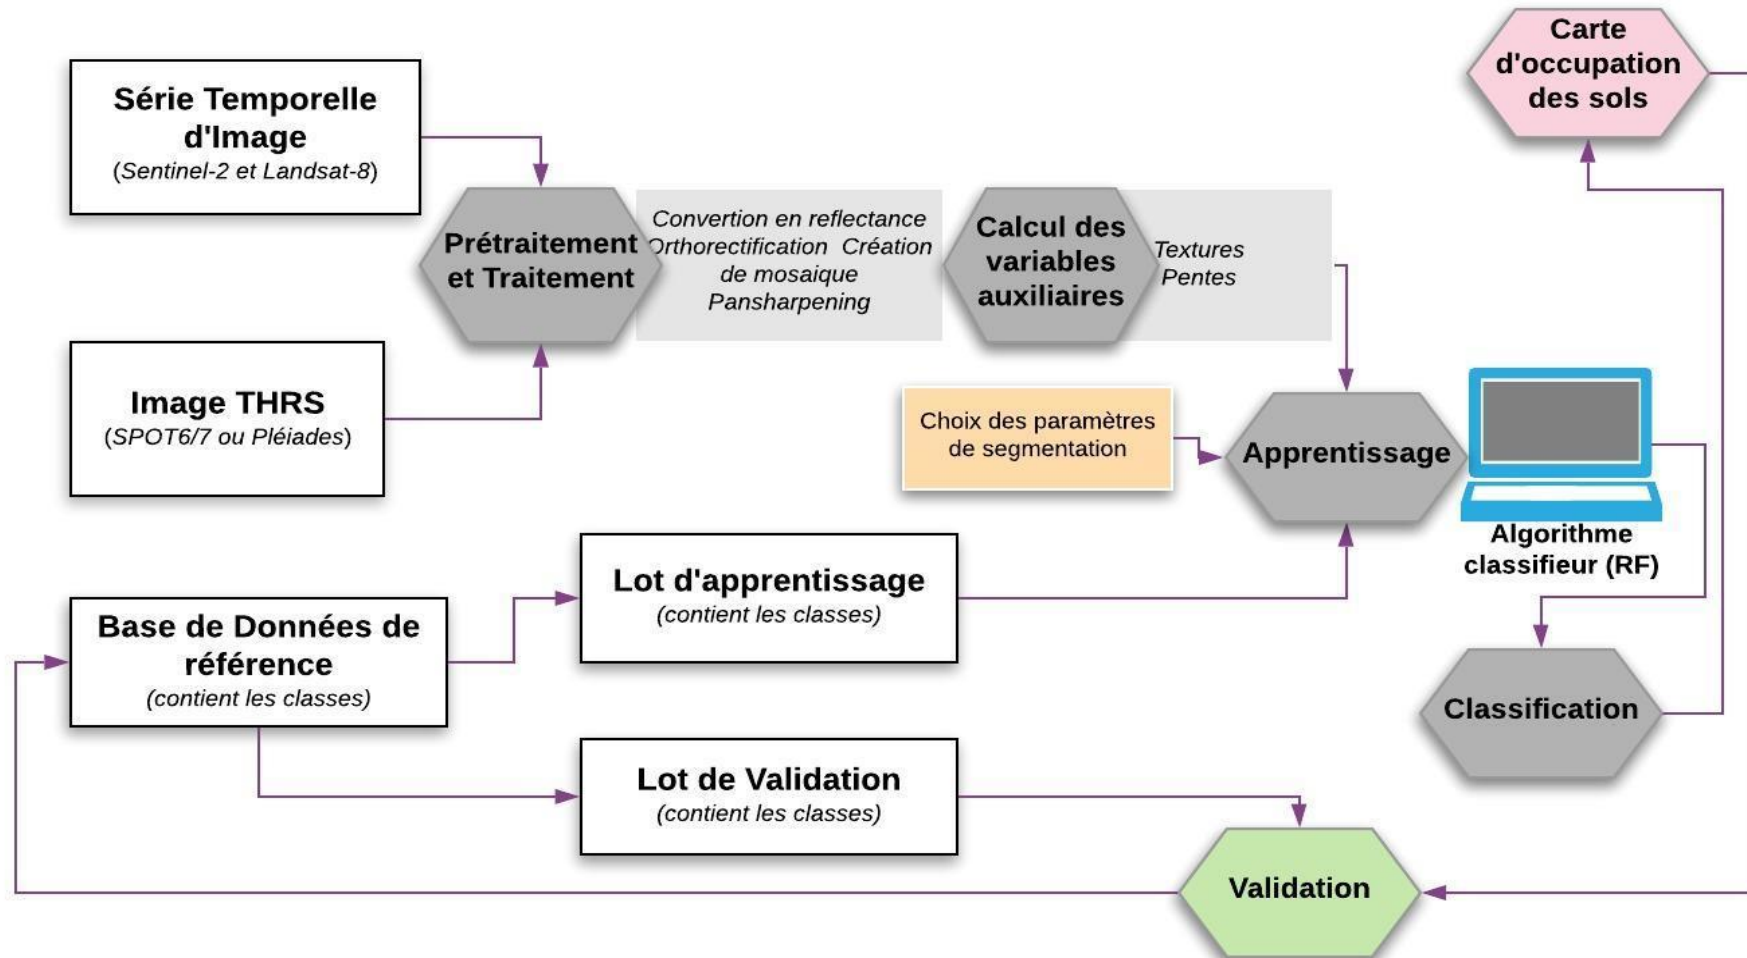 Série Temporelle
d'Image
(Sentinel-2 et Landsat-8)
Carte
d'occupation
des sols
Prétraitement
et Traitement
Convertion en reflectance
Orthorectification Création
de mosaique
Pansharpening
Calcul des
variables
auxiliaires
Textures
Pentes
Image THRS
(SPOT6/7 ou Pléiades)
Choix des paramètres
de segmentation
Apprentissage
Algorithme
classifieur (RF)
Lot d'apprentissage
(contient les classes)
Base de Données de
référence
(contient les classes)
Classification
Lot de Validation
(contient les classes)
Validation